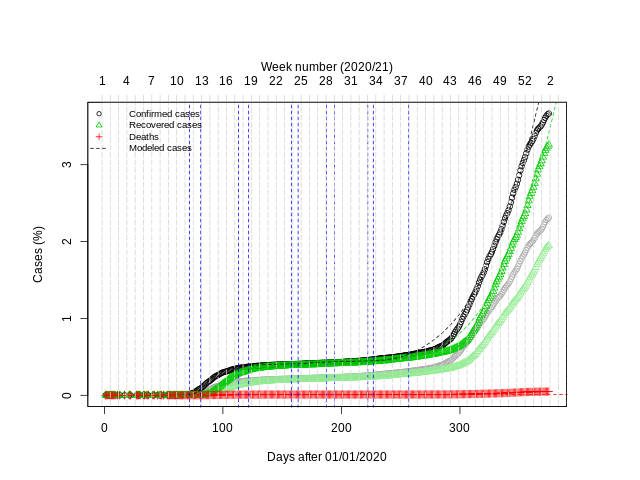 Week number (2020/21)
1 4 7 10 13 16 19 22 25 28 31 34 37 40 43 46 49 52 2
Confirmed cases
Recovered cases
Deaths
Modeled cases
Cases (%)
3
2
1
0
0 100 200 300
Days after 01/01/2020